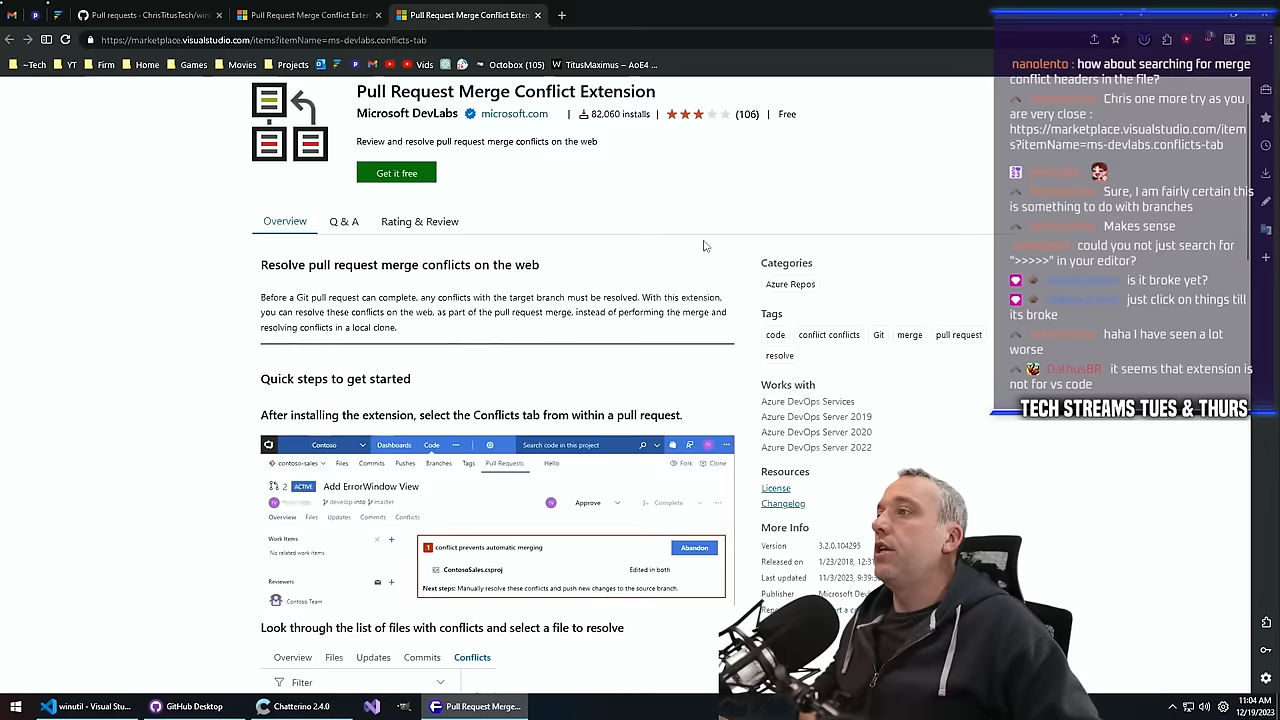 Pull requests - ChrisTitusTech/win
Pull Request Merge Conflict Exten
Pull Request Merge Conflict Exten
https://marketplace.visualstudio.com/items?itemName=ms-devlabs.conflicts-tab
~Tech
YT
Firm
Home
Games
Movies
Projects
Vids
Octobox (105)
TitusMaximus – AoE4 ...
Pull Request Merge Conflict Extension
Microsoft DevLabs
microsoft.com
82,060 installs
(106)
Free
Review and resolve pull request merge conflicts on the web
Get it free
Overview
Q & A
Rating & Review
Resolve pull request merge conflicts on the web
Before a Git pull request can complete, any conflicts with the target branch must be resolved. With this extension,
you can resolve these conflicts on the web, as part of the pull request merge, instead of performing the merge and
resolving conflicts in a local clone.
Quick steps to get started
After installing the extension, select the Conflicts tab from within a pull request.
Contoso
Dashboards
Code
Search code in this project
contoso-sales
Files
Commits
Pushes
Branches
Tags
Pull Requests
Hello
Fork
Clone
2
ACTIVE
Add ErrorWindow View
develop into master
Approve
Complete
Overview
Files
Updates
Commits
Conflicts
Work Items
No related work items
Reviewers
Contoso Team
1 conflict prevents automatic merging
Abandon
ContosoSales.csproj
Edited in both
Next steps: Manually resolve these conflicts and push new changes to the source branch.
Look through the list of files with conflicts and select a file to resolve
Overview
Files
Updates
Commits
Conflicts
Filter
Categories
Azure Repos
Tags
code
conflict conflicts
Git
merge
pull request
resolve
Works with
Azure DevOps Services
Azure DevOps Server 2019
Azure DevOps Server 2020
Azure DevOps Server 2022
Resources
License
Changelog
More Info
Version
3.2.0.104295
Released on
1/23/2018, 12:3
Last updated
11/3/2023, 9:39:
Publisher
Microsoft Dev
nanolento : how about searching for merge
conflict headers in the file?
Chris one more try as you
are very close :
https://marketplace.visualstudio.com/item
s?itemName=ms-devlabs.conflicts-tab
Sure, I am fairly certain this
is something to do with branches
Makes sense
could you not just search for
">>>>>" in your editor?
is it broke yet?
just click on things till
its broke
haha I have seen a lot
worse
DathusBR it seems that extension is
not for vs code
TECH STREAMS TUES & THURS
winutil - Visual Stu...
GitHub Desktop
Chatterino 2.4.0
Pull Request Merge...
11:04 AM
12/19/2023